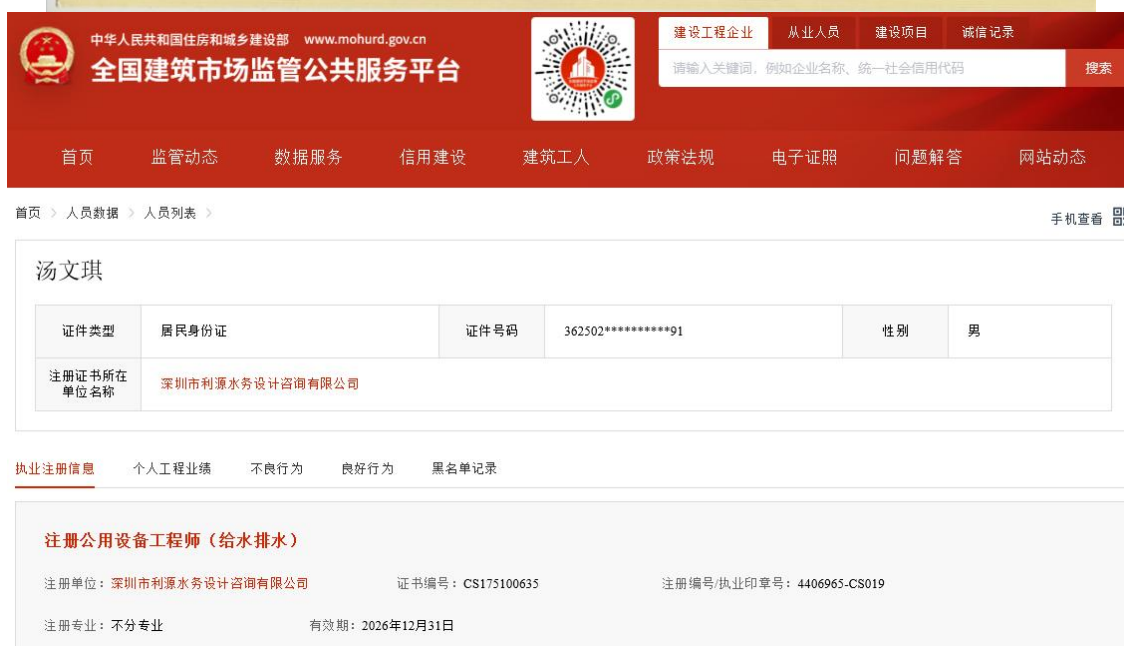 中华人民共和国住房和城乡建设部 www.mohurd.gov.cn
全国建筑市场监管公共服务平台
建设工程企业 从业人员 建设项目 诚信记录
请输入关键词，例如企业名称、统一社会信用代码 搜索
首页 监管动态 数据服务 信用建设 建筑工人 政策法规 电子证照 问题解答 网站动态
首页 > 人员数据 > 人员列表 >
手机查看
汤文琪
证件类型 居民身份证 证件号码 362502**********91 性别 男
注册证书所在
单位名称 深圳市利源水务设计咨询有限公司
执业注册信息 个人工程业绩 不良行为 良好行为 黑名单记录
注册公用设备工程师（给水排水）
注册单位：深圳市利源水务设计咨询有限公司 证书编号：CS175100635 注册编号/执业印章号：4406965-CS019
注册专业：不分专业 有效期：2026年12月31日